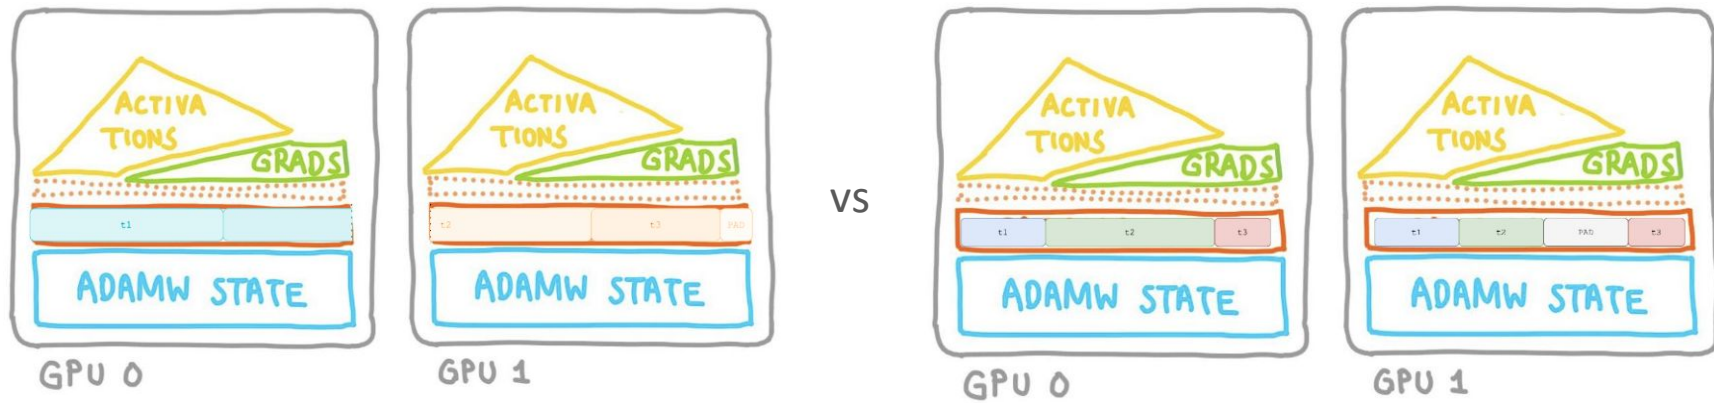 ACTIVA
TIONS
GRADS
t1
ADAMW STATE
GPU 0
ACTIVA
TIONS
GRADS
t2 t3 PAD
ADAMW STATE
GPU 1
VS
ACTIVA
TIONS
GRADS
t1 t2 t3
ADAMW STATE
GPU 0
ACTIVA
TIONS
GRADS
t1 t2 PAD t3
ADAMW STATE
GPU 1